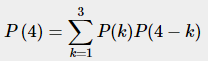 P(4) = \sum_{k=1}^{3} P(k)P(4 − k)